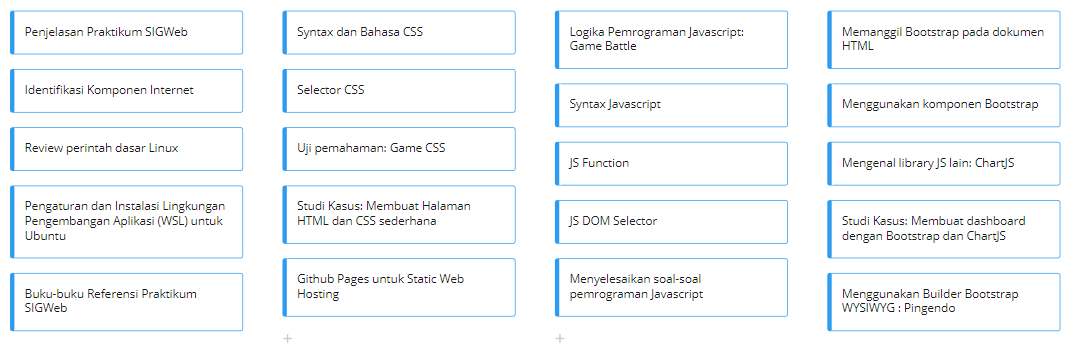 Penjelasan Praktikum SIGWeb
Identifikasi Komponen Internet
Review perintah dasar Linux
Pengaturan dan Instalasi Lingkungan
Pengembangan Aplikasi (WSL) untuk
Ubuntu
Buku-buku Referensi Praktikum
SIGWeb
Syntax dan Bahasa CSS
Selector CSS
Uji pemahaman: Game CSS
Studi Kasus: Membuat Halaman
HTML dan CSS sederhana
Github Pages untuk Static Web
Hosting
+
Logika Pemrograman Javascript:
Game Battle
Syntax Javascript
JS Function
JS DOM Selector
Menyelesaikan soal-soal
pemrograman Javascript
+
Memanggil Bootstrap pada dokumen
HTML
Menggunakan komponen Bootstrap
Mengenal library JS lain: ChartJS
Studi Kasus: Membuat dashboard
dengan Bootstrap dan ChartJS
Menggunakan Builder Bootstrap
WYSIWYG : Pingendo